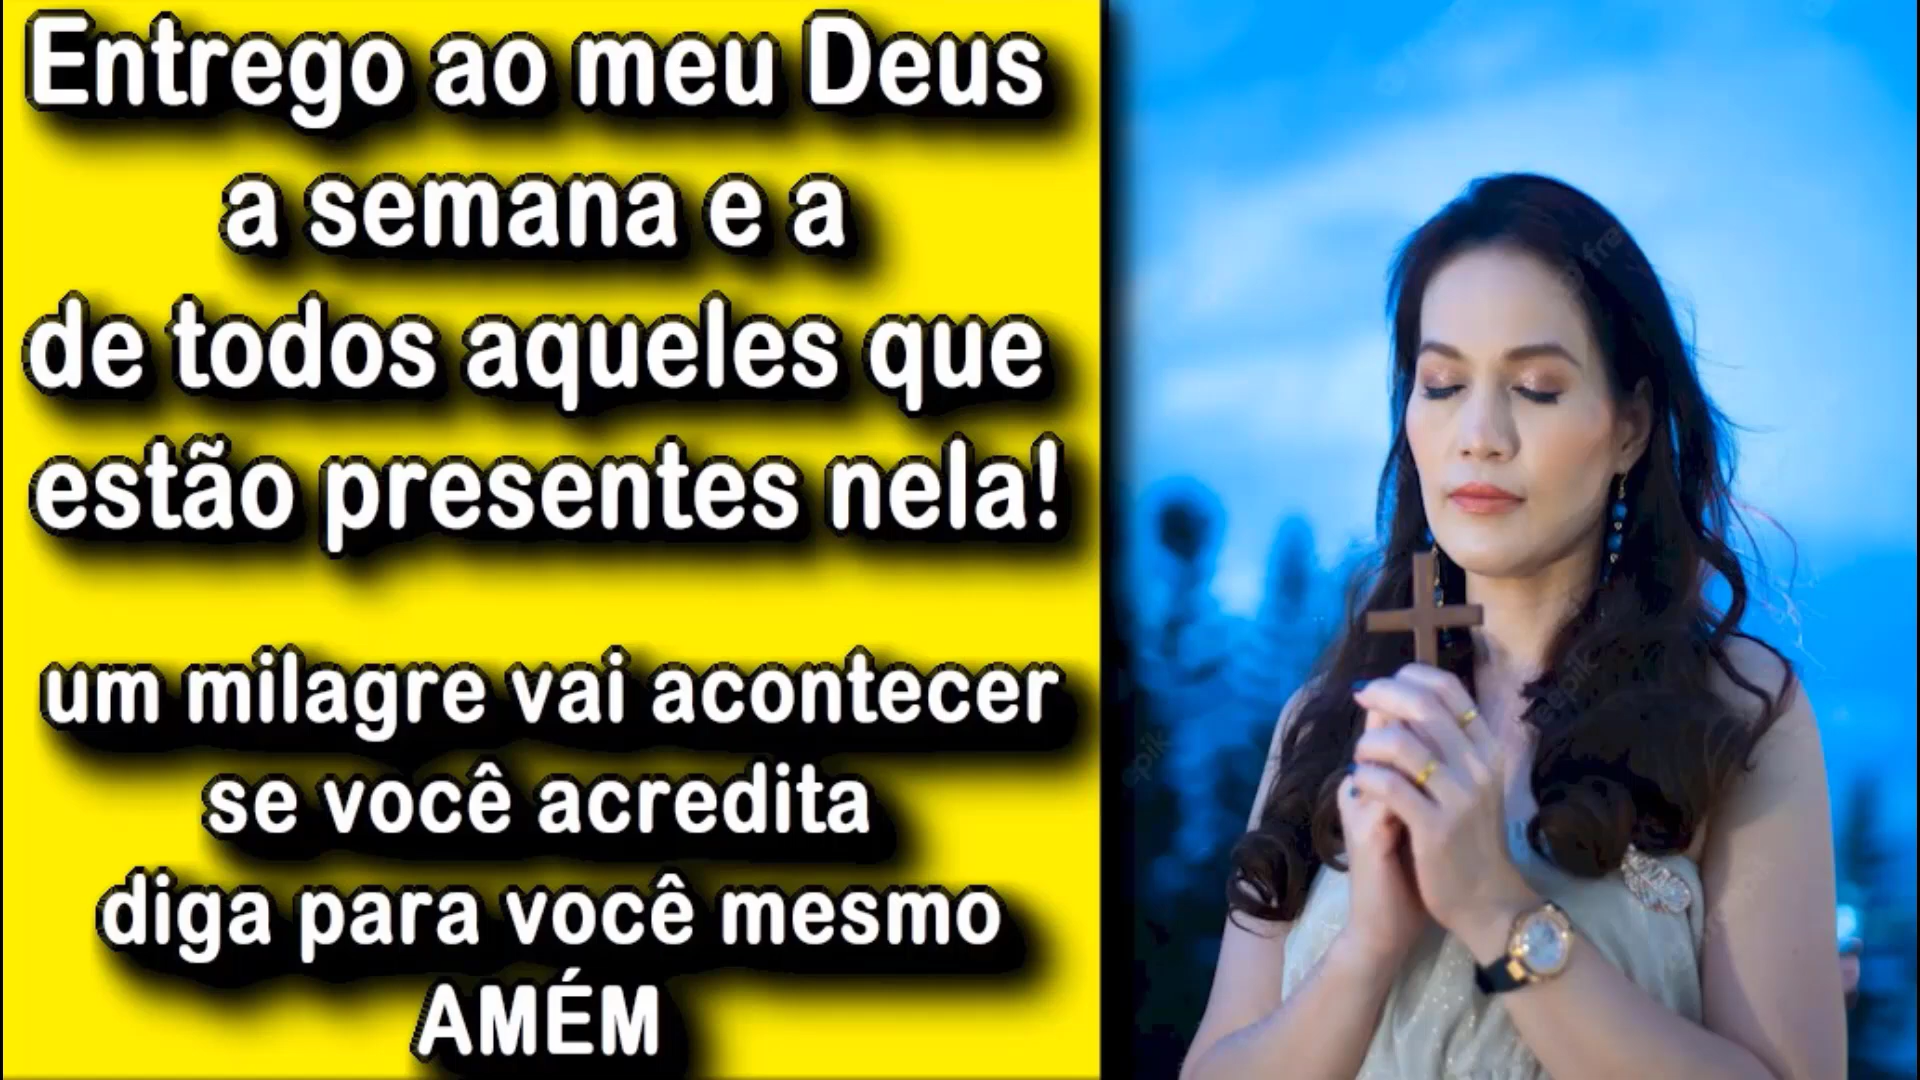 Entrego ao meu Deus
a semana e a
de todos aqueles que
estão presentes nela!
um milagre vai acontecer
se você acredita
diga para você mesmo
AMÉM